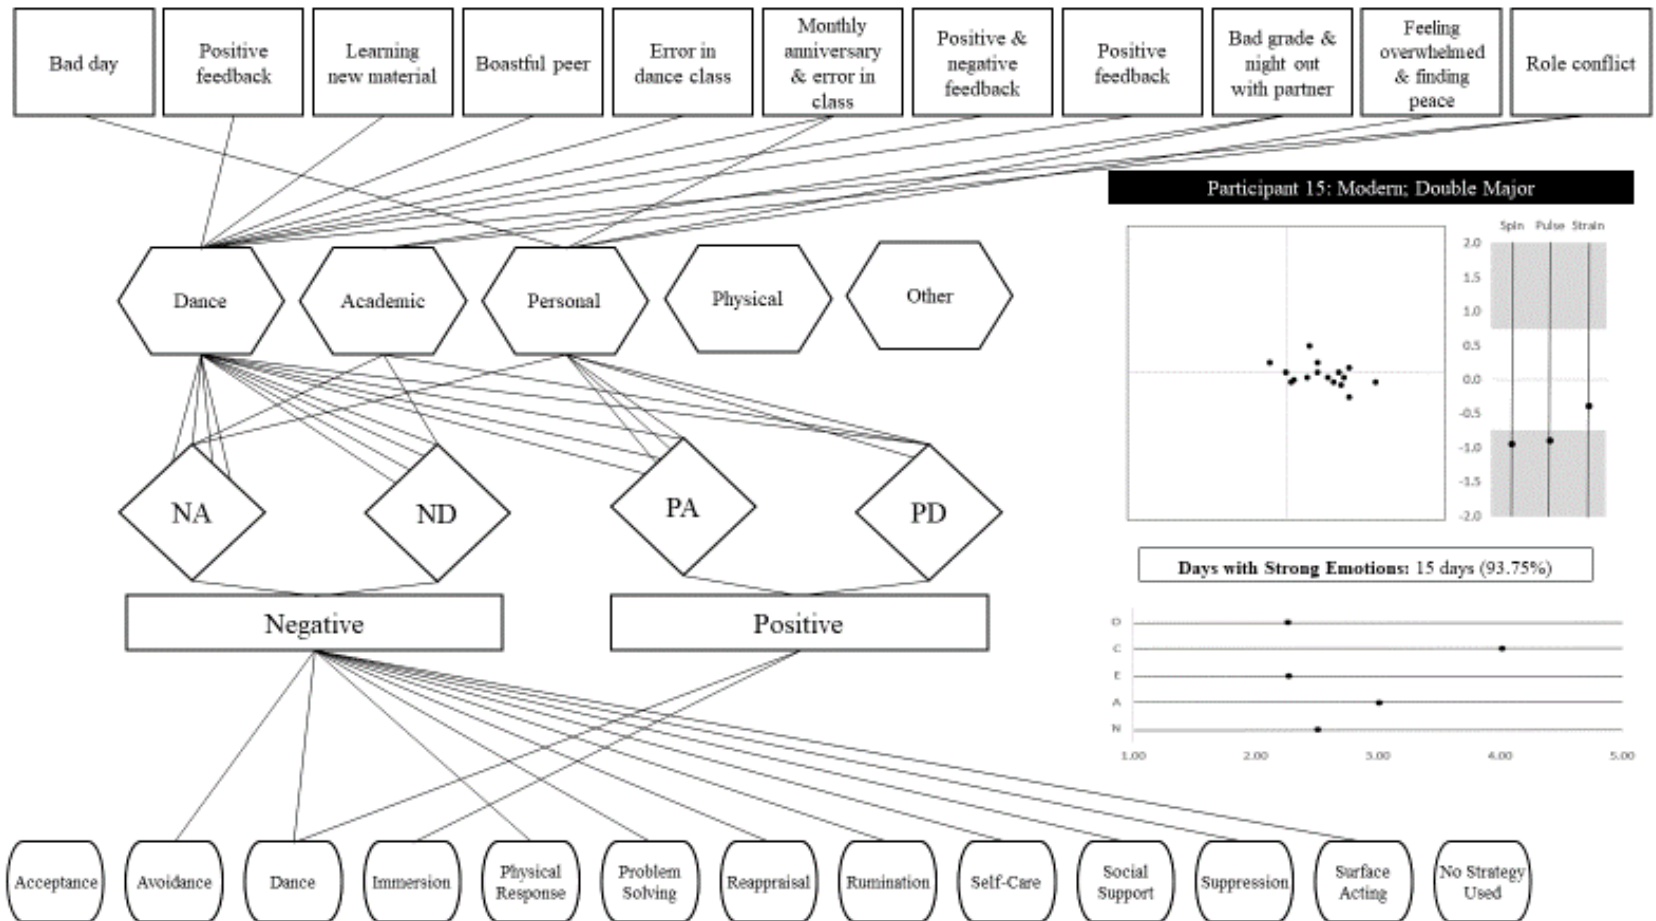 Bad day
Positive
feedback
Learning
new material
Boastful peer
Error in
dance class
Monthly
anniversary
& error in
class
Positive &
negative
feedback
Positive
feedback
Bad grade &
night out
with partner
Feeling
overwhelmed
& finding
peace
Role conflict
Participant 15: Modern; Double Major
Spin Pulse Strain
2.0
1.5
1.0
0.5
0.0
-0.5
-1.0
-1.5
-2.0
Dance
Academic
Personal
Physical
Other
NA
ND
PA
PD
Days with Strong Emotions: 15 days (93.75%)
Negative
Positive
O
C
E
A
N
1.00 2.00 3.00 4.00 5.00
Acceptance
Avoidance
Dance
Immersion
Physical
Response
Problem
Solving
Reappraisal
Rumination
Self-Care
Social
Support
Suppression
Surface
Acting
No Strategy
Used